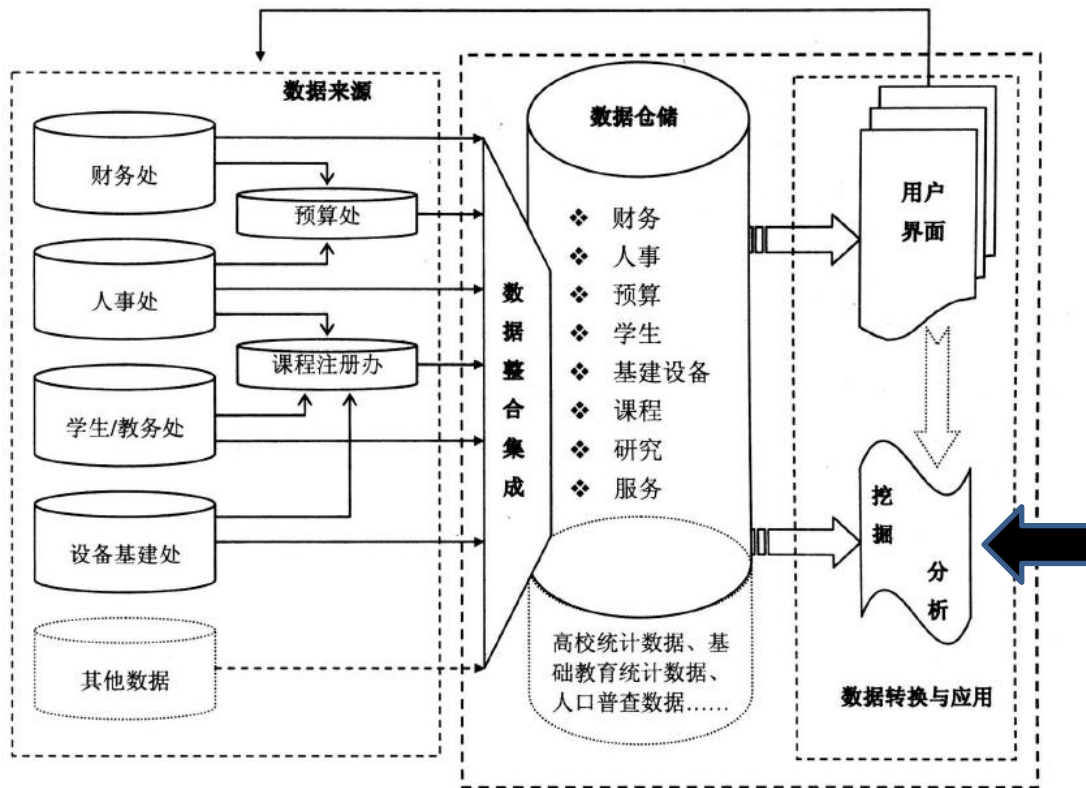 数据来源
财务处
预算处
人事处
课程注册办
学生/教务处
设备基建处
其他数据
数据整合集成
数据仓储
❖ 财务
❖ 人事
❖ 预算
❖ 学生
❖ 基建设备
❖ 课程
❖ 研究
❖ 服务
高校统计数据、基
础教育统计数据、
人口普查数据……
用户
界面
挖掘
分析
数据转换与应用